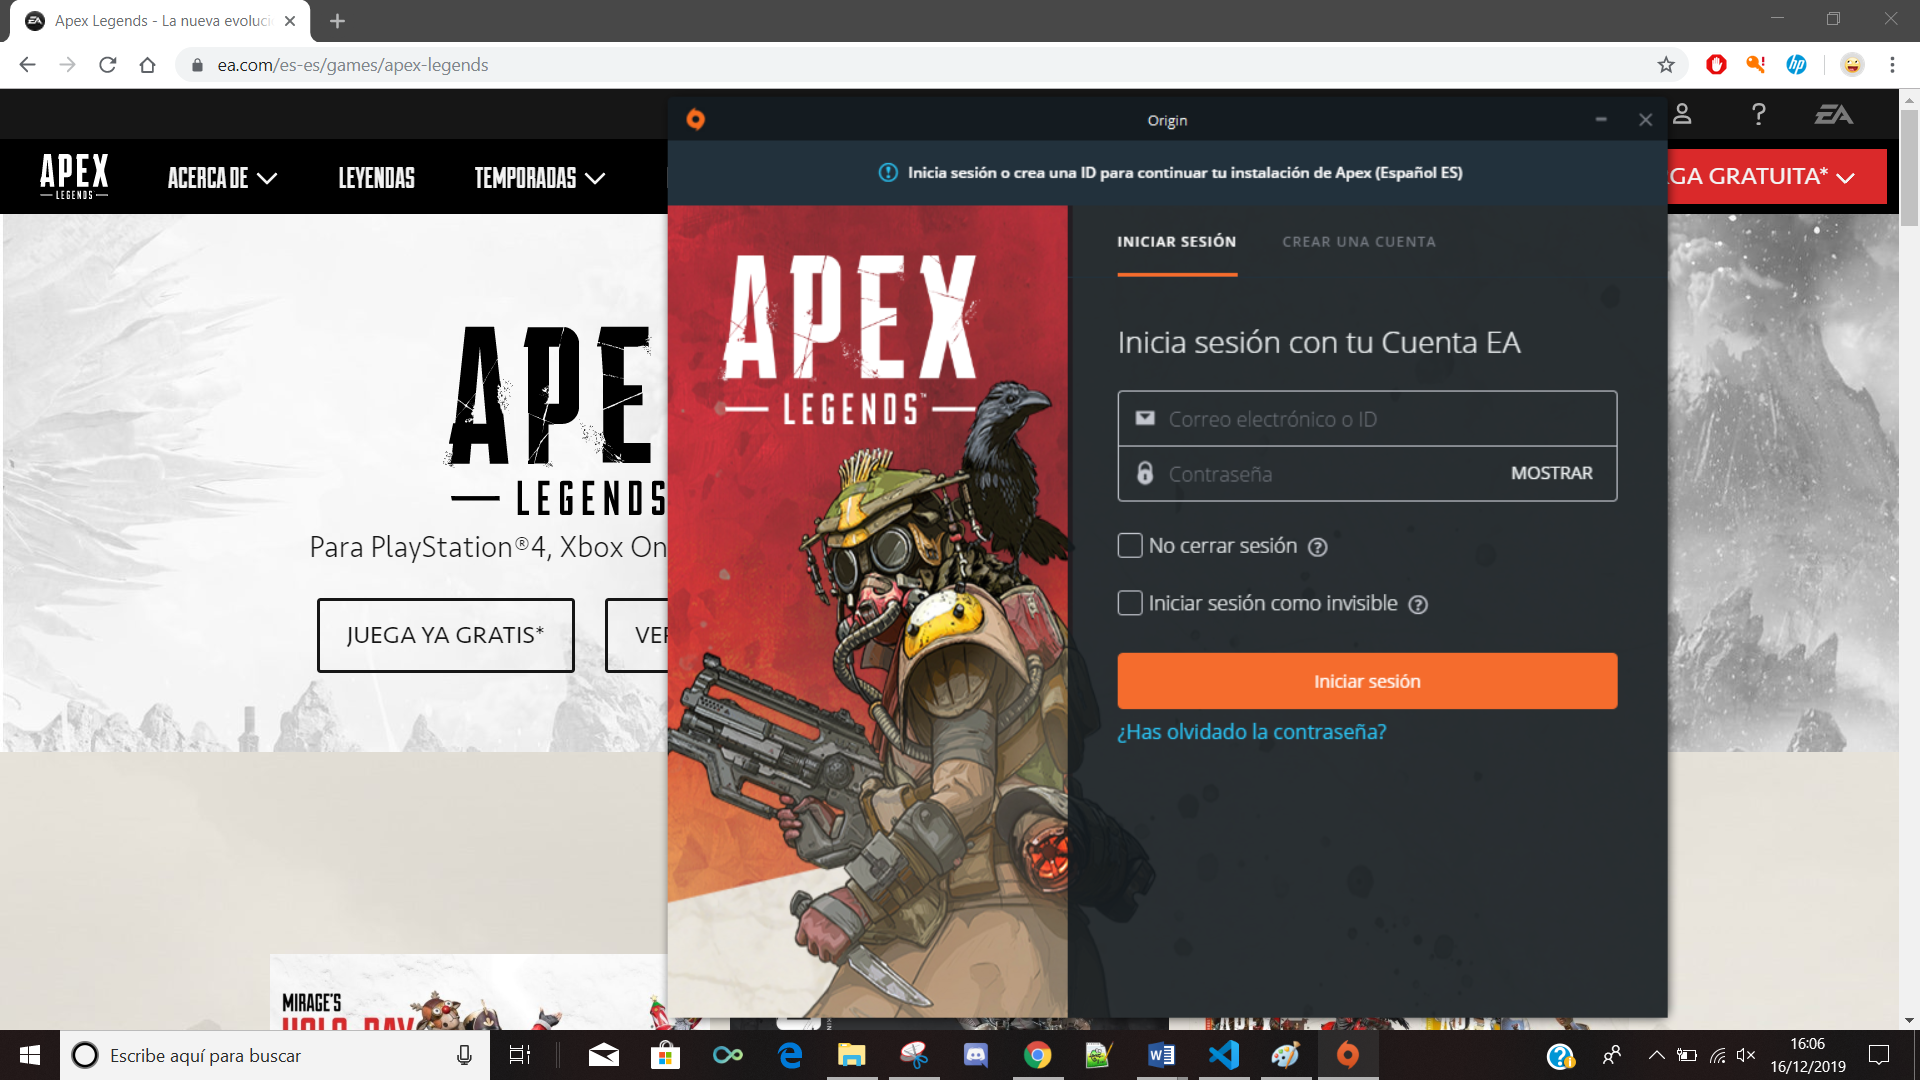 Apex Legends - La nueva evoluci
ea.com/es-es/games/apex-legends
hp
Origin
EA
APEX
LEGENDS
ACERCA DE
LEYENDAS
TEMPORADAS
Inicia sesión o crea una ID para continuar tu instalación de Apex (Español ES)
GA GRATUITA*
INICIAR SESIÓN
CREAR UNA CUENTA
APEX
LEGENDS™
Inicia sesión con tu Cuenta EA
Correo electrónico o ID
Contraseña
MOSTRAR
No cerrar sesión
Iniciar sesión como invisible
Iniciar sesión
¿Has olvidado la contraseña?
APE
LEGENDS
Para PlayStation®4, Xbox On
JUEGA YA GRATIS*
VER
MIRAGE'S
Escribe aquí para buscar
16:06
16/12/2019